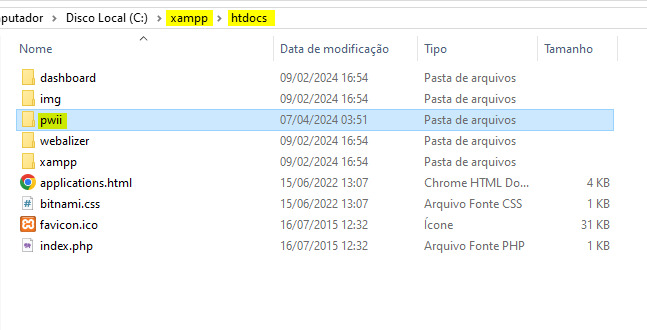 nputador > Disco Local (C:) > xampp > htdocs >
Nome Data de modificação Tipo Tamanho
dashboard 09/02/2024 16:54 Pasta de arquivos
img 09/02/2024 16:54 Pasta de arquivos
pwii 07/04/2024 03:51 Pasta de arquivos
webalizer 09/02/2024 16:54 Pasta de arquivos
xampp 09/02/2024 16:54 Pasta de arquivos
applications.html 15/06/2022 13:07 Chrome HTML Do... 4 KB
bitnami.css 15/06/2022 13:07 Arquivo Fonte CSS 1 KB
favicon.ico 16/07/2015 12:32 Ícone 31 KB
index.php 16/07/2015 12:32 Arquivo Fonte PHP 1 KB